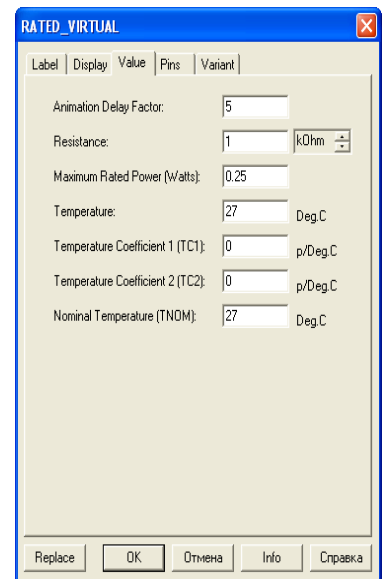 RATED_VIRTUAL
Label Display Value Pins Variant
Animation Delay Factor: 5
Resistance: 1 kOhm
Maximum Rated Power (Watts): 0.25
Temperature: 27 Deg.C
Temperature Coefficient 1 (TC1): 0 p/Deg.C
Temperature Coefficient 2 (TC2): 0 p/Deg.C
Nominal Temperature (TNOM): 27 Deg.C
Replace OK Отмена Info Справка